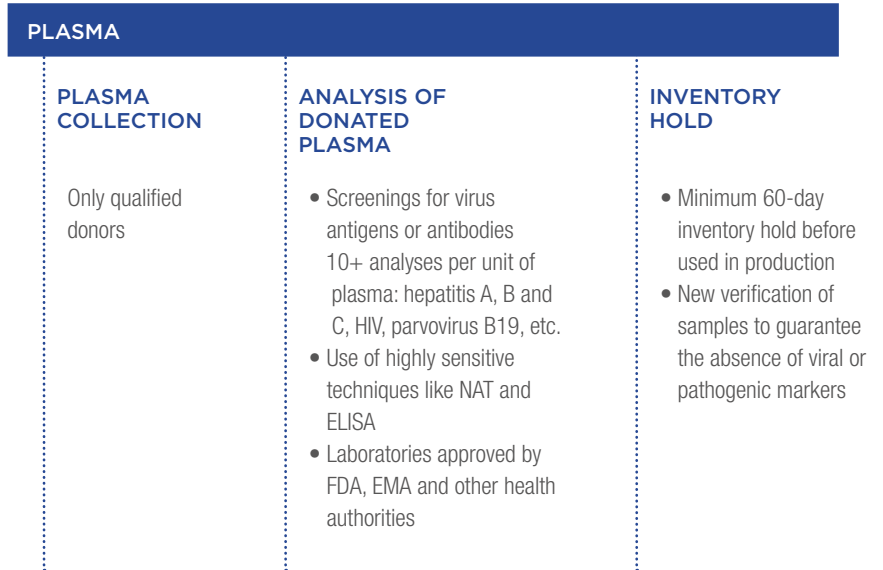 PLASMA
PLASMA
COLLECTION
Only qualified
donors
ANALYSIS OF
DONATED
PLASMA
• Screenings for virus
antigens or antibodies
10+ analyses per unit of
plasma: hepatitis A, B and
C, HIV, parvovirus B19, etc.
• Use of highly sensitive
techniques like NAT and
ELISA
• Laboratories approved by
FDA, EMA and other health
authorities
INVENTORY
HOLD
• Minimum 60-day
inventory hold before
used in production
• New verification of
samples to guarantee
the absence of viral or
pathogenic markers